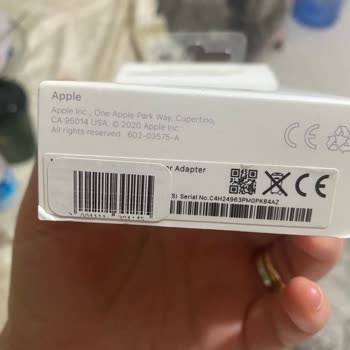 Apple
Apple Inc., One Apple Park Way, Cupertino,
CA 95014 USA. © 2020 Apple Inc.
All rights reserved. 602-03575-A
r Adapter
S) Serial No.C4H24963PMGPKB4AZ